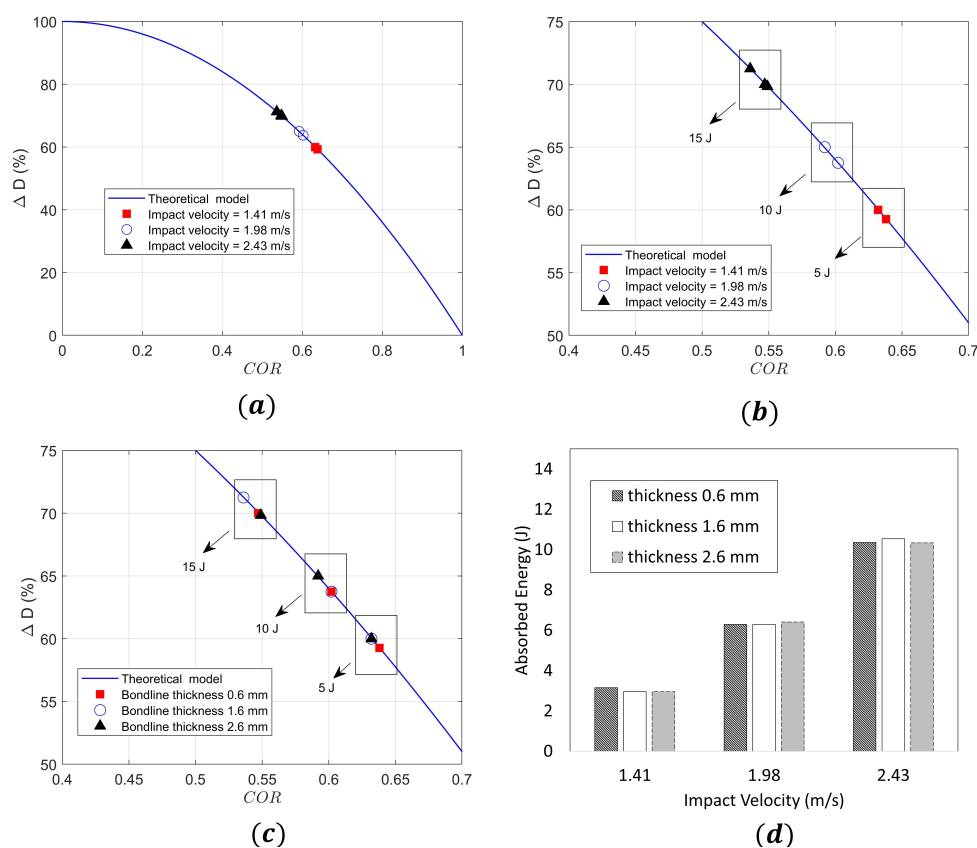 100
80
60
40
20
0
Δ D (%)
Theoretical model
Impact velocity = 1.41 m/s
Impact velocity = 1.98 m/s
Impact velocity = 2.43 m/s
0 0.2 0.4 0.6 0.8 1
COR
(a)
75
70
65
60
55
50
Δ D (%)
15 J
10 J
5 J
Theoretical model
Impact velocity = 1.41 m/s
Impact velocity = 1.98 m/s
Impact velocity = 2.43 m/s
0.4 0.45 0.5 0.55 0.6 0.65 0.7
COR
(b)
75
70
65
60
55
50
Δ D (%)
15 J
10 J
5 J
Theoretical model
Bondline thickness 0.6 mm
Bondline thickness 1.6 mm
Bondline thickness 2.6 mm
0.4 0.45 0.5 0.55 0.6 0.65 0.7
COR
(c)
14
12
10
8
6
4
2
0
Absorbed Energy (J)
thickness 0.6 mm
thickness 1.6 mm
thickness 2.6 mm
1.41 1.98 2.43
Impact Velocity (m/s)
(d)